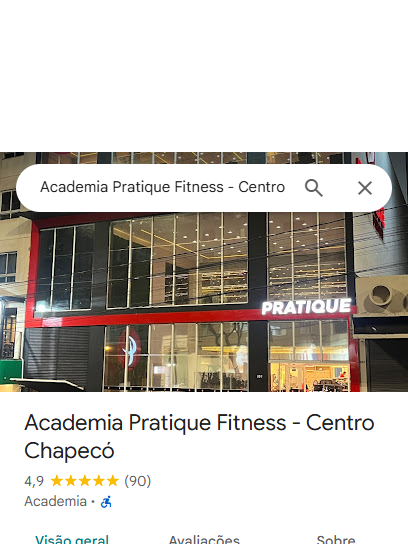 Academia Pratique Fitness - Centro
PRATIQUE
Academia Pratique Fitness - Centro
Chapecó
4,9 (90)
Academia ·
Visão geral Avaliações Sobre